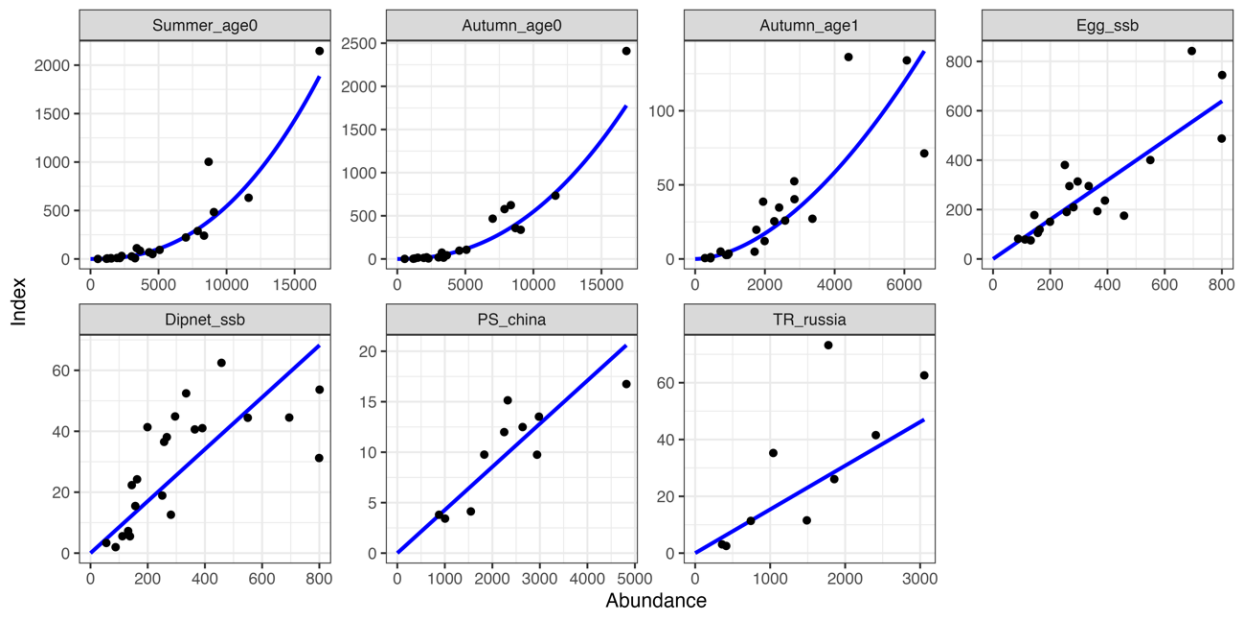 Summer_age0
Autumn_age0
Autumn_age1
Egg_ssb
2000
1500
1000
500
0
0 5000 10000 15000
2500
2000
1500
1000
500
0
0 5000 10000 15000
100
50
0
0 2000 4000 6000
800
600
400
200
0
0 200 400 600 800
Index
Dipnet_ssb
PS_china
TR_russia
60
40
20
0
0 200 400 600 800
20
15
10
5
0
0 1000 2000 3000 4000 5000
60
40
20
0
0 1000 2000 3000
Abundance